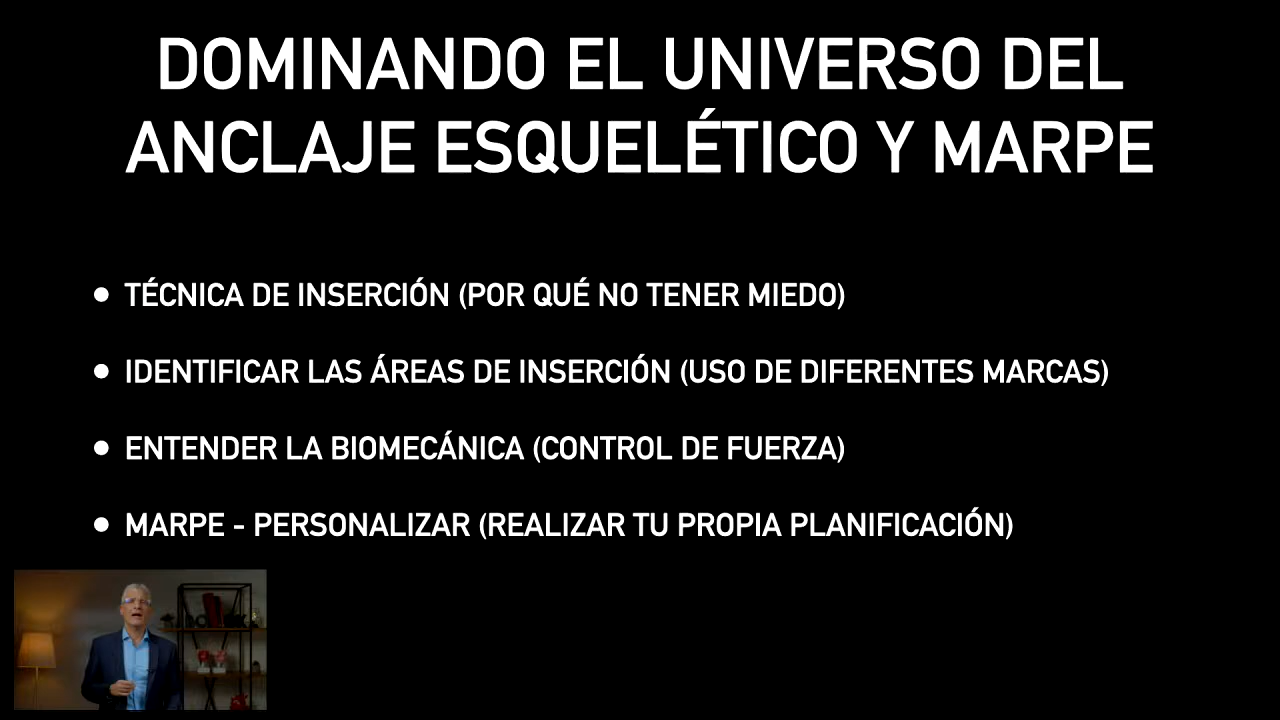 DOMINANDO EL UNIVERSO DEL
ANCLAJE ESQUELÉTICO Y MARPE
• TÉCNICA DE INSERCIÓN (POR QUÉ NO TENER MIEDO)
• IDENTIFICAR LAS ÁREAS DE INSERCIÓN (USO DE DIFERENTES MARCAS)
• ENTENDER LA BIOMECÁNICA (CONTROL DE FUERZA)
• MARPE - PERSONALIZAR (REALIZAR TU PROPIA PLANIFICACIÓN)